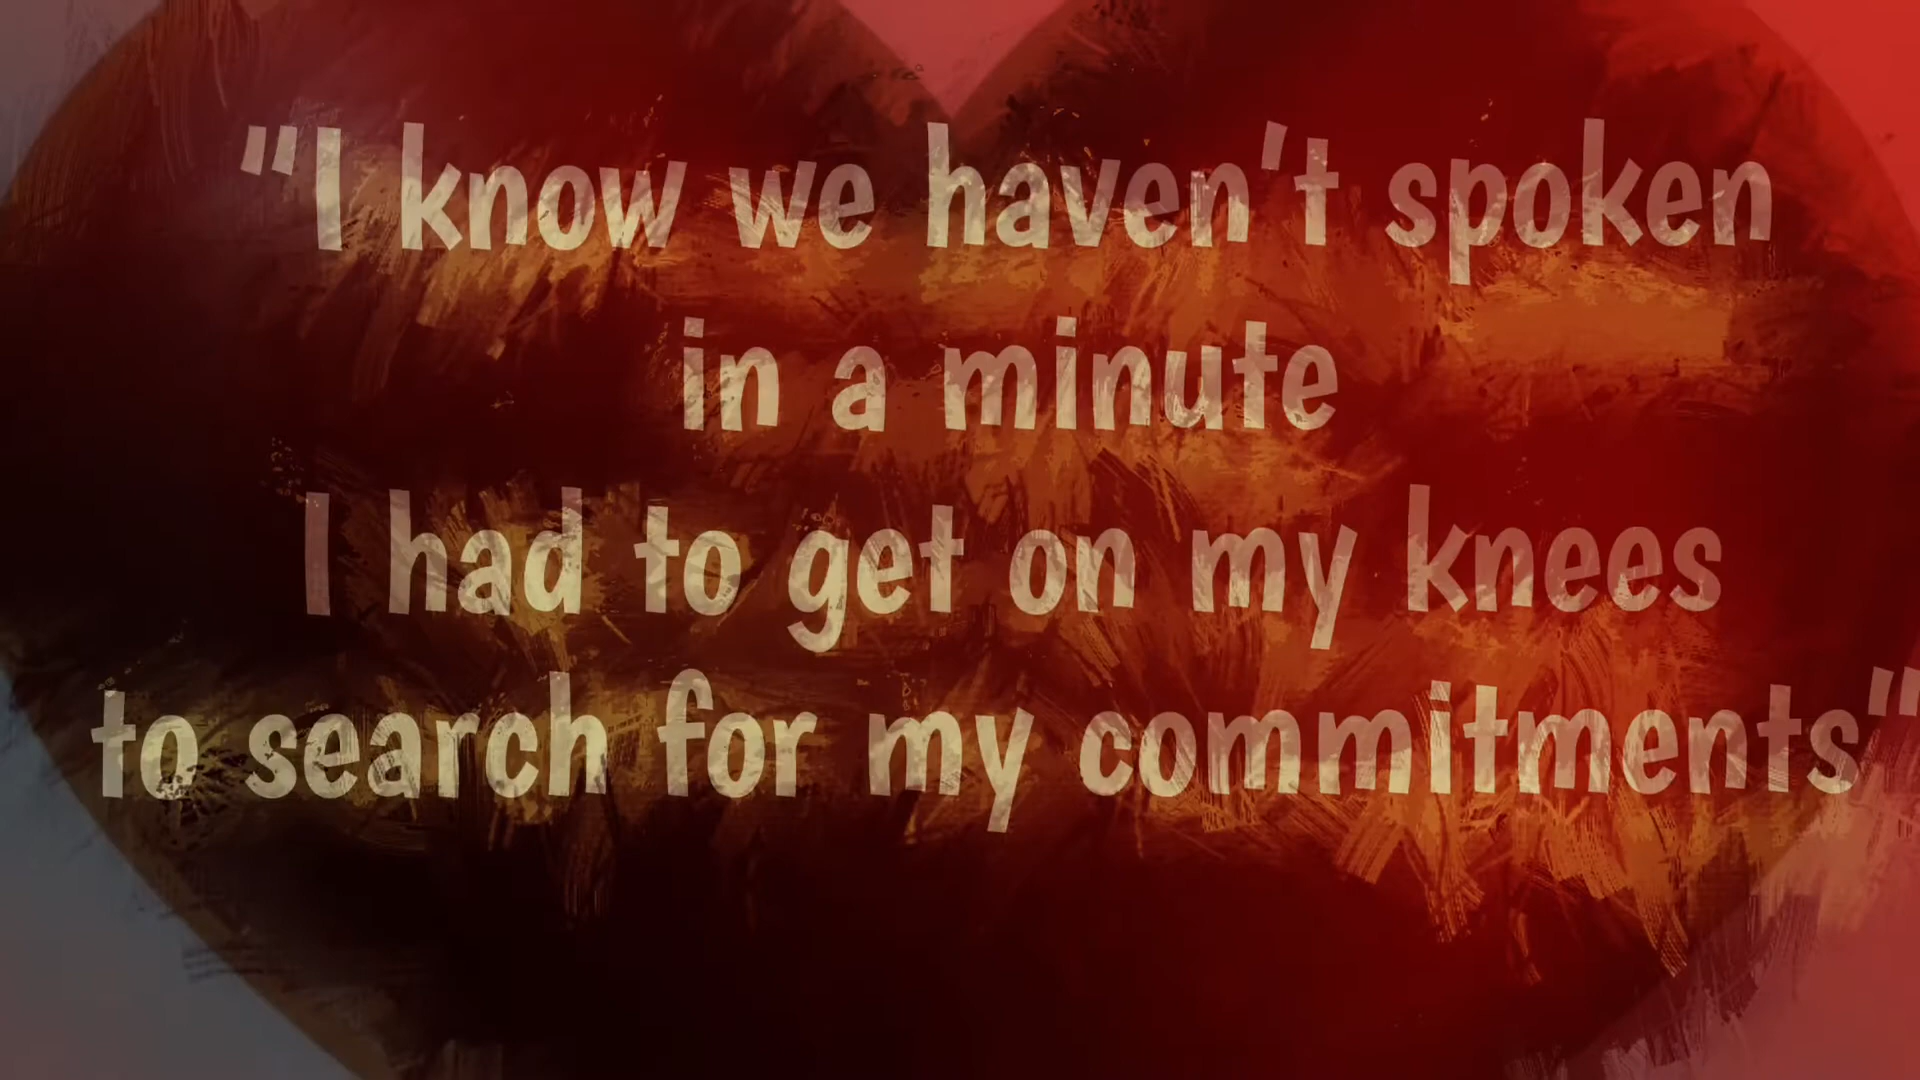 "I know we haven't spoken
in a minute
I had to get on my knees
to search for my commitments"